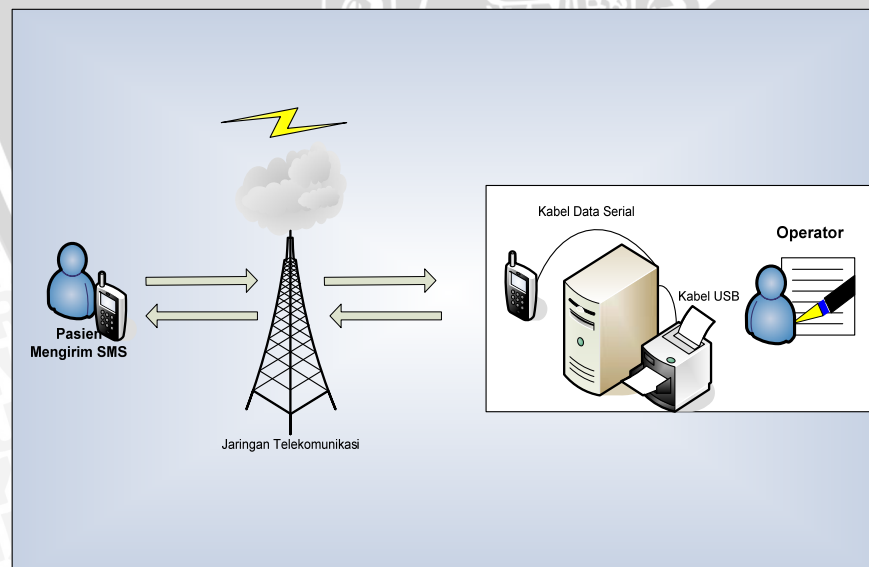 Kabel Data Serial
Operator
Kabel USB
Pasien
Mengirim SMS
Jaringan Telekomunikasi